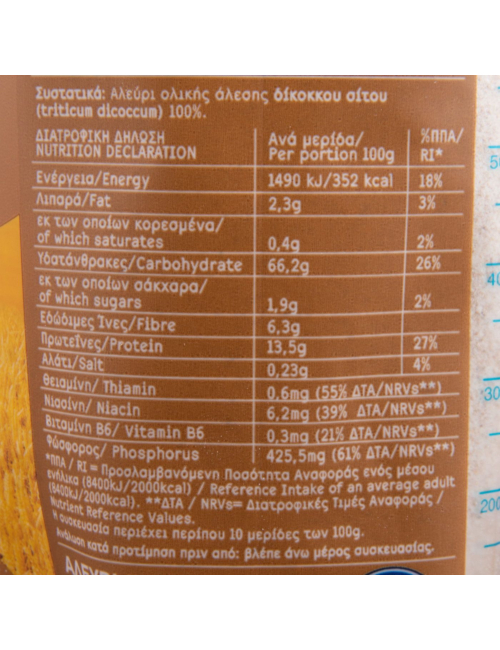 Συστατικά: Αλεύρι ολικής άλεσης δίκοκκου σίτου
(triticum dicoccum) 100%.
ΔΙΑΤΡΟΦΙΚΗ ΔΗΛΩΣΗ Ανά μερίδα/ %ΠΠΑ/
NUTRITION DECLARATION Per portion 100g RI*
Ενέργεια/Energy 1490 kJ/352 kcal 18%
Λιπαρά/Fat 2,3g 3%
εκ των οποίων κορεσμένα/
of which saturates 0,4g 2%
Υδατάνθρακες/Carbohydrate 66,2g 26%
εκ των οποίων σάκχαρα/
of which sugars 1,9g 2%
Εδώδιμες Ίνες/Fibre 6,3g
Πρωτεΐνες/Protein 13,5g 27%
Αλάτι/Salt 0,23g 4%
Θειαμίνη/ Thiamin 0,6mg (55% ΔΤΑ/NRVs**)
Νιασίνη/ Niacin 6,2mg (39% ΔΤΑ/NRVs**)
Βιταμίνη B6/ Vitamin B6 0,3mg (21% ΔΤΑ/NRVs**)
Φώσφορος/ Phosphorus 425,5mg (61% ΔΤΑ/NRVs**)
*ΠΠΑ / RI = Προσλαμβανόμενη Ποσότητα Αναφοράς ενός μέσου
ενήλικα (8400kJ/2000kcal) / Reference Intake of an average adult
(8400kJ/2000kcal). **ΔΤΑ / NRVs= Διατροφικές Τιμές Αναφοράς /
Nutrient Reference Values.
Η συσκευασία περιέχει περίπου 10 μερίδες των 100g.
Ανάλωση κατά προτίμηση πριν από: βλέπε άνω μέρος συσκευασίας.
200